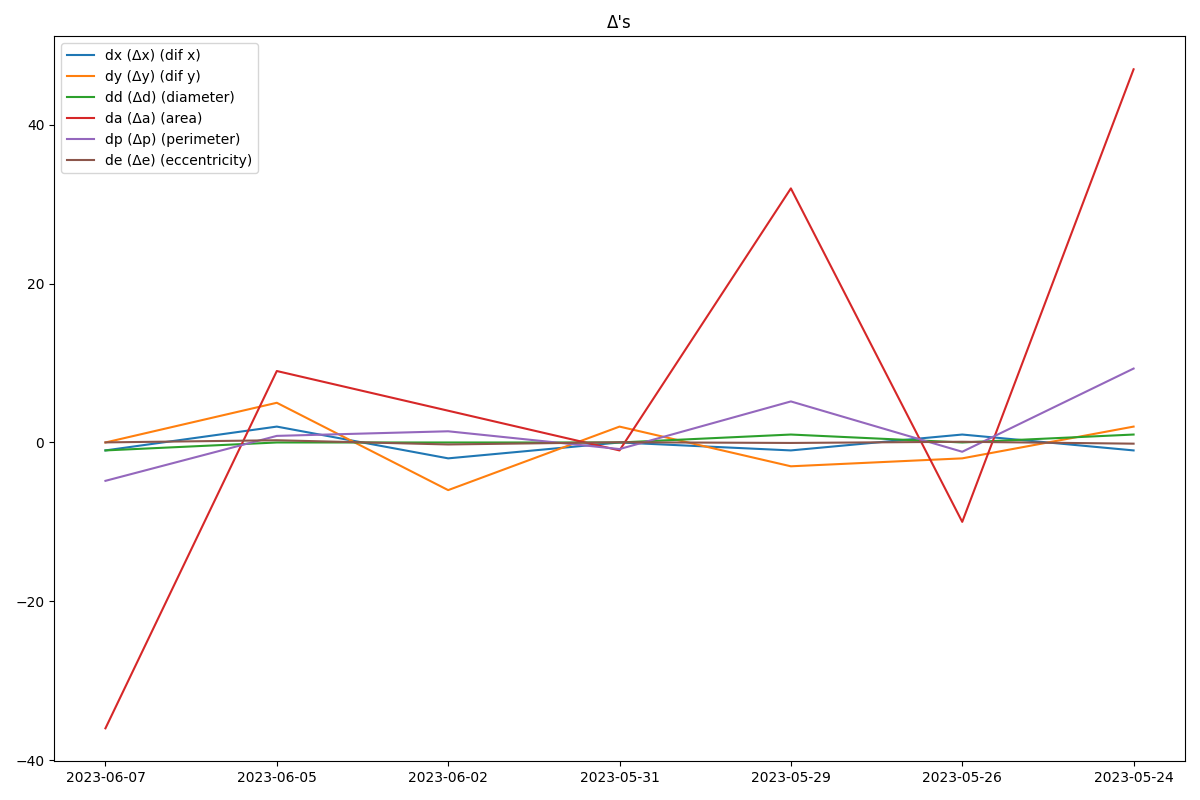 Δ's
dx (Δx) (dif x)
dy (Δy) (dif y)
dd (Δd) (diameter)
da (Δa) (area)
dp (Δp) (perimeter)
de (Δe) (eccentricity)
40
20
0
−20
−40
2023-06-07 2023-06-05 2023-06-02 2023-05-31 2023-05-29 2023-05-26 2023-05-24